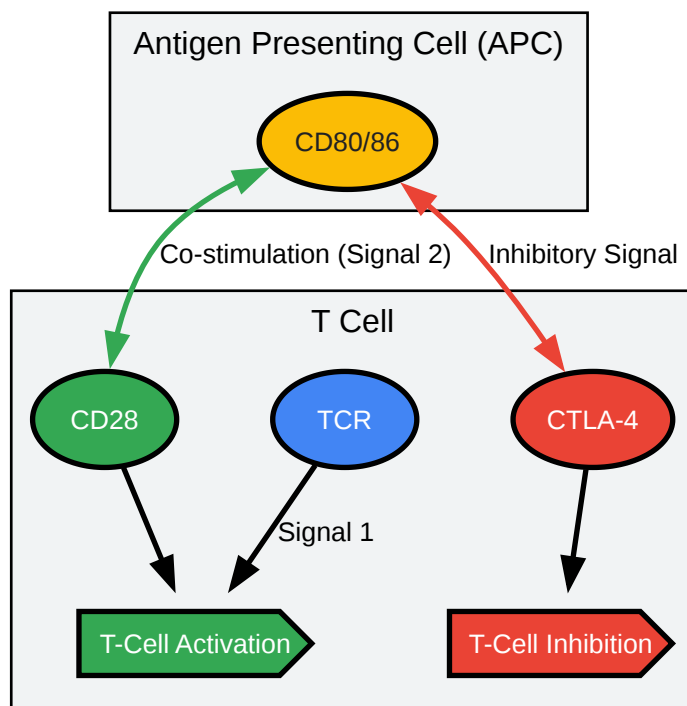 Antigen Presenting Cell (APC)
CD80/86
Co-stimulation (Signal 2)
Inhibitory Signal
T Cell
CD28
TCR
CTLA-4
Signal 1
T-Cell Activation
T-Cell Inhibition